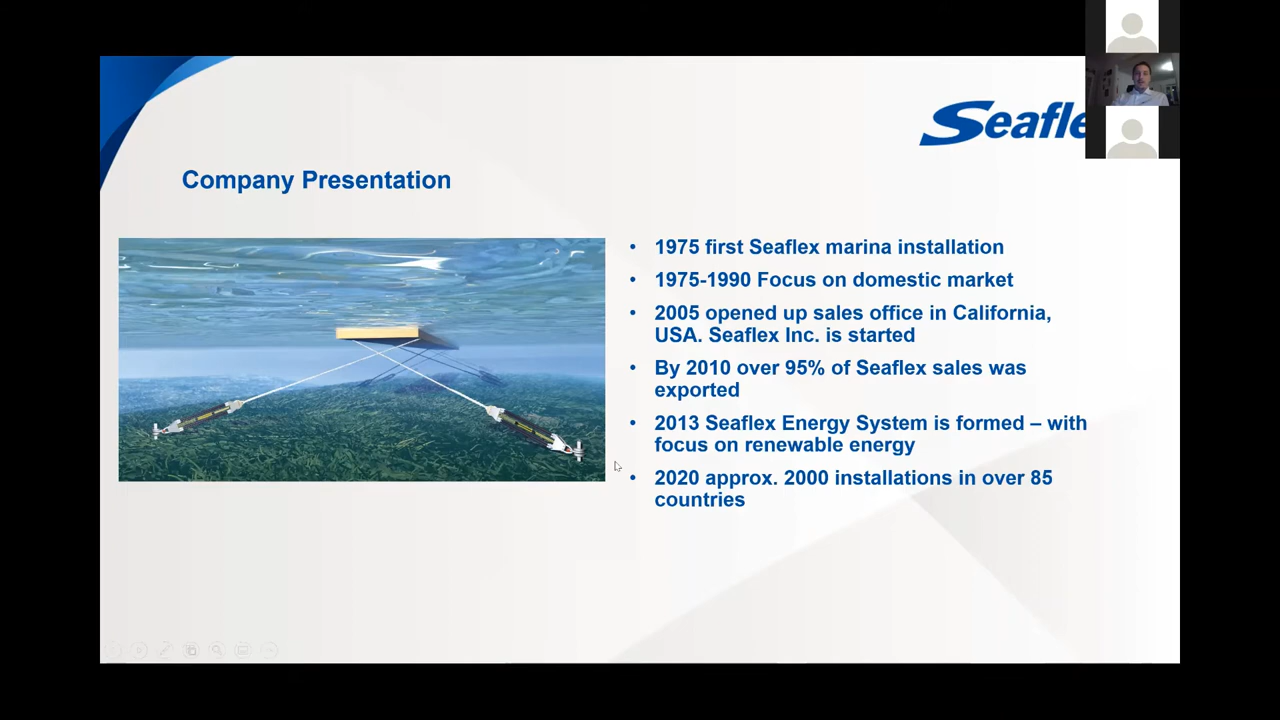 Seafle
Company Presentation
• 1975 first Seaflex marina installation
• 1975-1990 Focus on domestic market
• 2005 opened up sales office in California,
USA. Seaflex Inc. is started
• By 2010 over 95% of Seaflex sales was
exported
• 2013 Seaflex Energy System is formed – with
focus on renewable energy
• 2020 approx. 2000 installations in over 85
countries